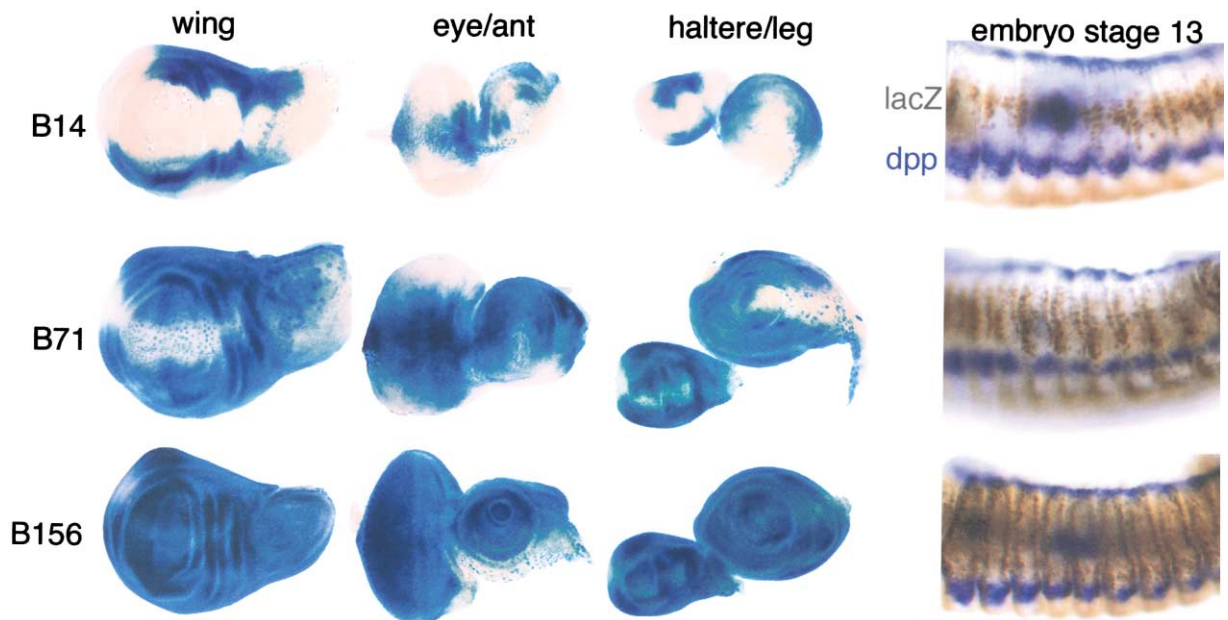 wing eye/ant haltere/leg embryo stage 13
B14
lacZ
dpp
B71
B156